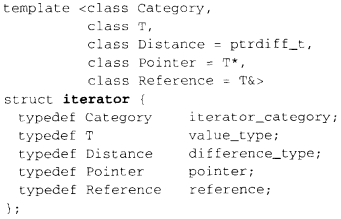 template <class Category,
class T,
class Distance = ptrdiff_t,
class Pointer = T*,
class Reference = T&>
struct iterator {
typedef Category iterator_category;
typedef T value_type;
typedef Distance difference_type;
typedef Pointer pointer;
typedef Reference reference;
};